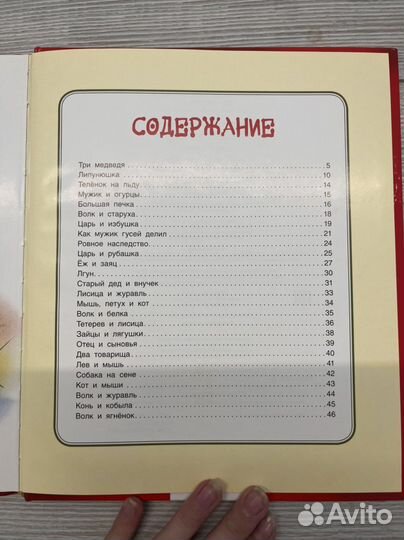 СОДЕРЖАНИЕ
Три медведя 5
Липунюшка 10
Телёнок на льду 14
Мужик и огурцы 15
Большая печка 16
Волк и старуха 18
Царь и избушка 19
Как мужик гусей делил 21
Ровное наследство 24
Царь и рубашка 25
Ёж и заяц 27
Лгун 30
Старый дед и внучек 31
Лисица и журавль 33
Мышь, петух и кот 34
Волк и белка 35
Тетерев и лисица 36
Зайцы и лягушки 38
Отец и сыновья 39
Два товарища 40
Лев и мышь 41
Собака на сене 42
Кот и мыши 43
Волк и журавль 44
Конь и кобыла 45
Волк и ягнёнок 46
Avito